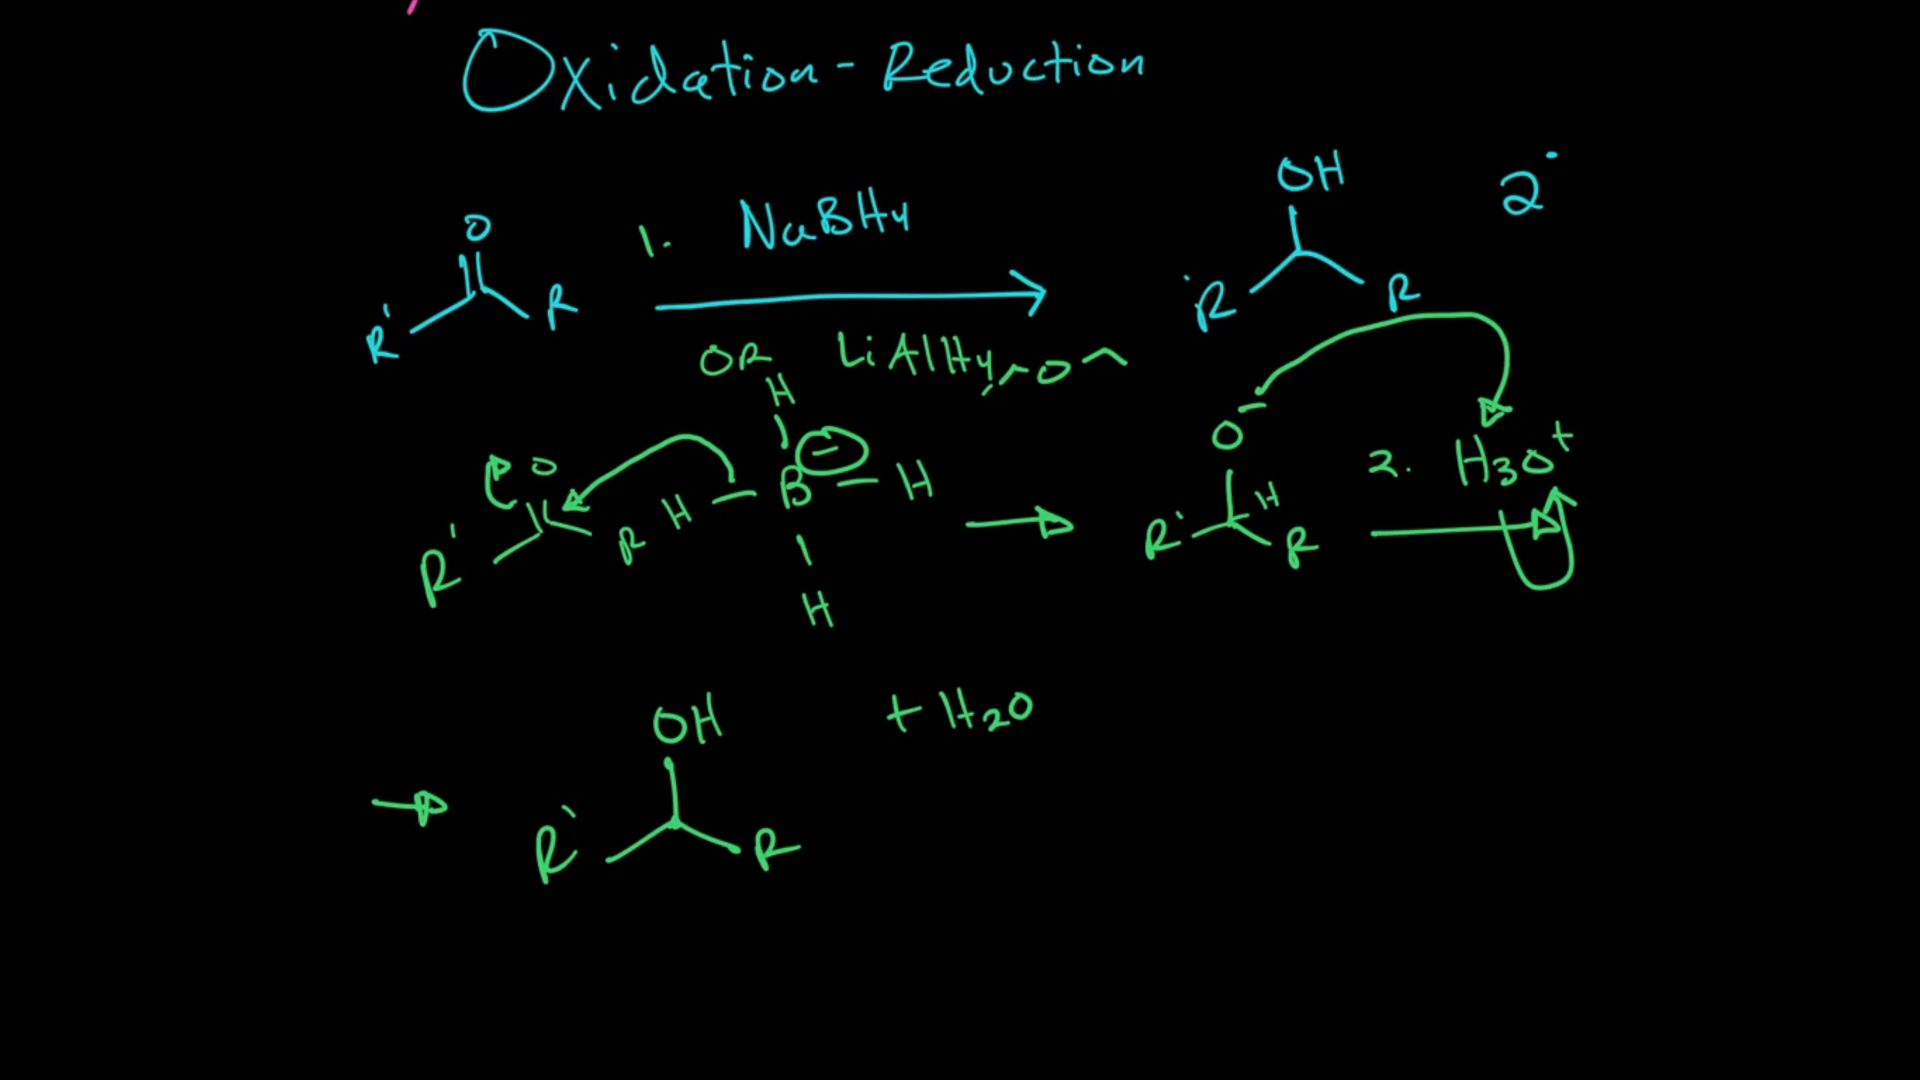 Oxidation - Reduction
OH 2°
1. NaBH4
O
R' R
R' R
OR LiAlH4, O
H
O⁻
O H B ⊖ H 2. H3O⁺
R' R R' H R
H
OH + H2O
R' R